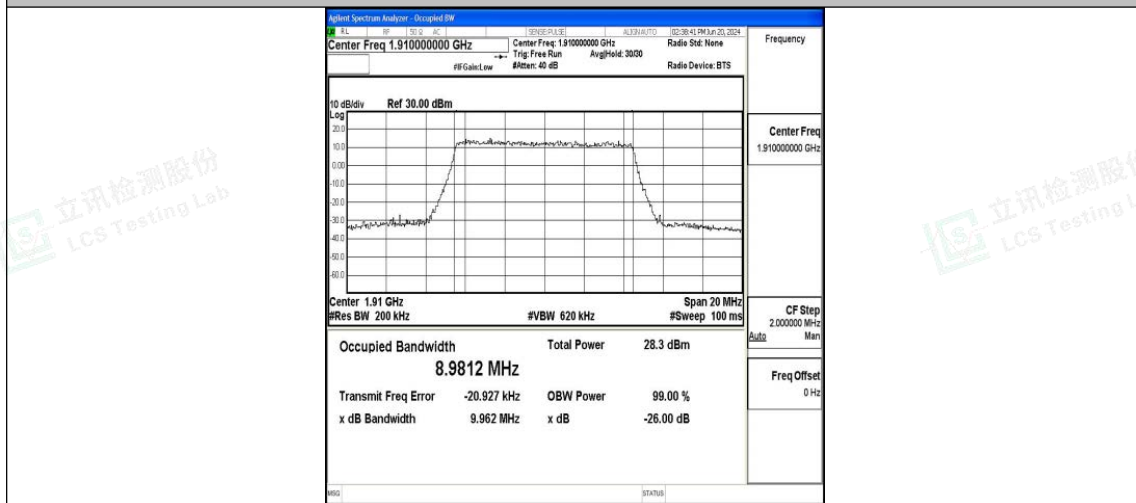 Agilent Spectrum Analyzer - Occupied BW
RL RF 50 Ω AC SENSE:PULSE ALIGNAUTO 02:38:41 PM Jun 20, 2024
Center Freq 1.910000000 GHz
Center Freq: 1.910000000 GHz
Radio Std: None
Trig: Free Run Avg|Hold: 30/30
#IFGain:Low #Atten: 40 dB Radio Device: BTS
Frequency
10 dB/div Ref 30.00 dBm
Log
20.0
10.0
0.00
-10.0
-20.0
-30.0
-40.0
-50.0
-60.0
Center 1.91 GHz Span 20 MHz
#Res BW 200 kHz #VBW 620 kHz #Sweep 100 ms
Center Freq
1.910000000 GHz
CF Step
2.000000 MHz
Auto Man
Freq Offset
0 Hz
Occupied Bandwidth Total Power 28.3 dBm
8.9812 MHz
Transmit Freq Error -20.927 kHz OBW Power 99.00 %
x dB Bandwidth 9.962 MHz x dB -26.00 dB
MSG STATUS
立讯检测股份
LCS Testing Lab
立讯检测股份
LCS Testing L